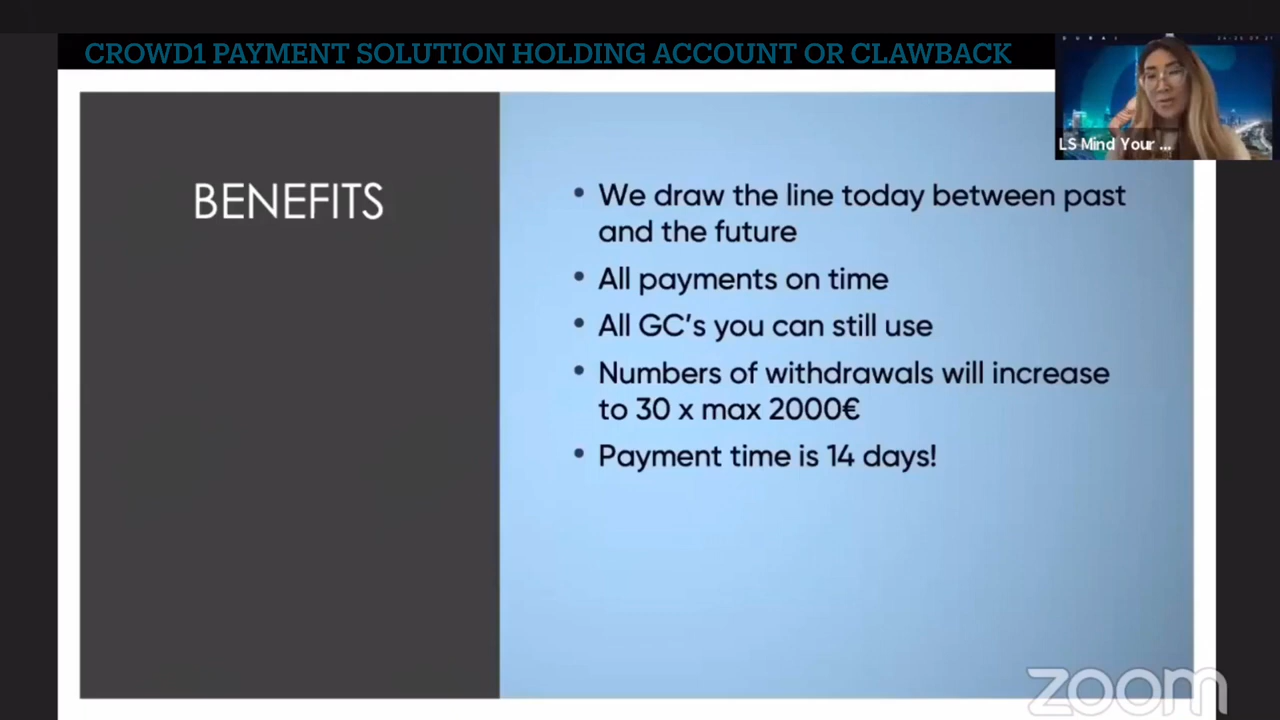 CROWD1 PAYMENT SOLUTION HOLDING ACCOUNT OR CLAWBACK
D U B A I
LS Mind Your ...
BENEFITS
• We draw the line today between past
and the future
• All payments on time
• All GC's you can still use
• Numbers of withdrawals will increase
to 30 x max 2000€
• Payment time is 14 days!
zoom